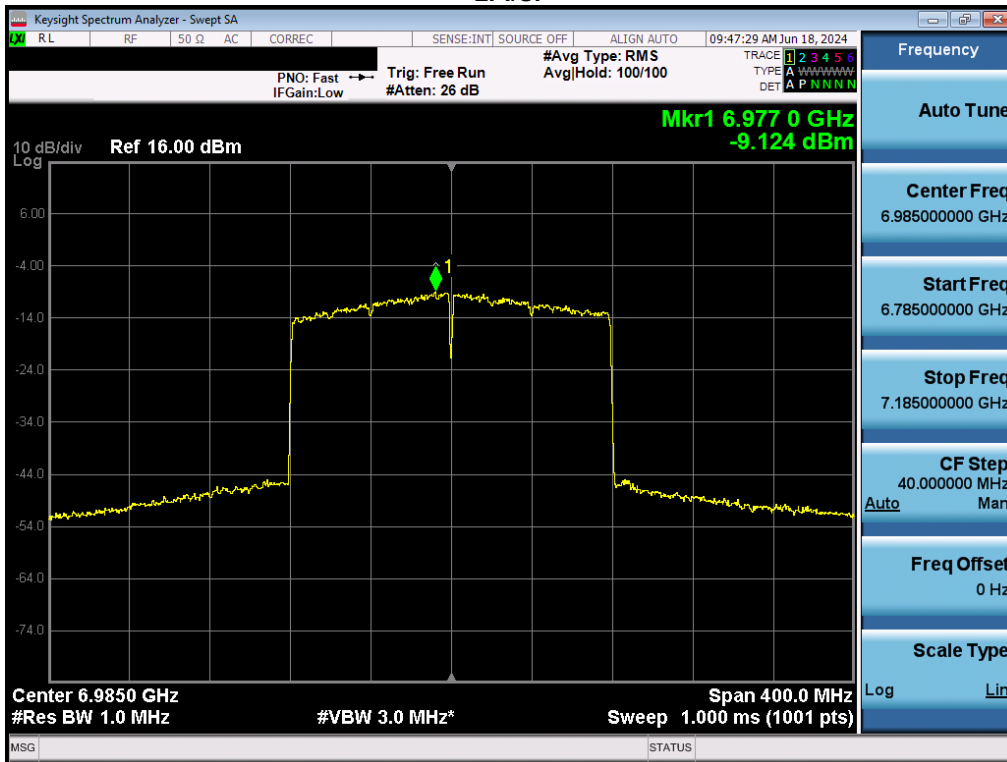 Keysight Spectrum Analyzer - Swept SA
LXI RL RF 50 Ω AC CORREC SENSE:INT SOURCE OFF ALIGN AUTO 09:47:29 AM Jun 18, 2024
PNO: Fast Trig: Free Run #Avg Type: RMS TRACE 1 2 3 4 5 6
IFGain:Low #Atten: 26 dB Avg|Hold: 100/100 TYPE A WWWWW
DET A P N N N N
Mkr1 6.977 0 GHz
-9.124 dBm
10 dB/div Ref 16.00 dBm
Log
6.00
-4.00
1
-14.0
-24.0
-34.0
-44.0
-54.0
-64.0
-74.0
Center 6.9850 GHz Span 400.0 MHz
#Res BW 1.0 MHz #VBW 3.0 MHz* Sweep 1.000 ms (1001 pts)
MSG STATUS
Frequency
Auto Tune
Center Freq
6.985000000 GHz
Start Freq
6.785000000 GHz
Stop Freq
7.185000000 GHz
CF Step
40.000000 MHz
Auto Man
Freq Offset
0 Hz
Scale Type
Log Lin